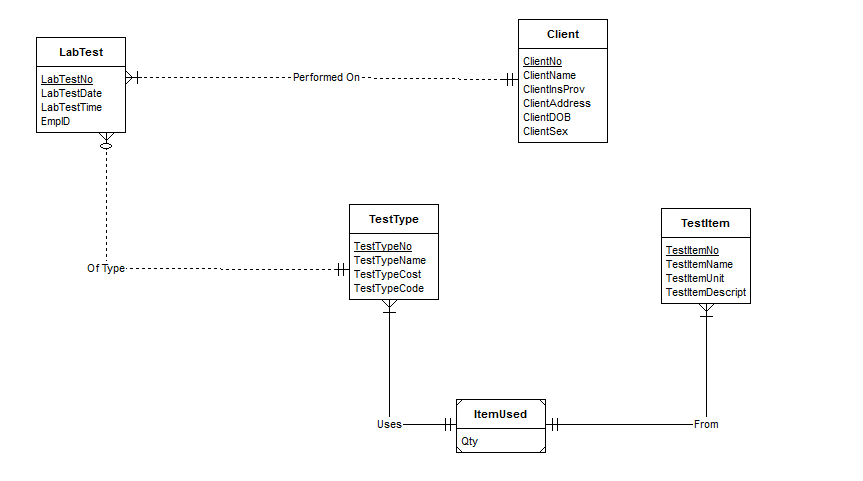 LabTest
LabTestNo
LabTestDate
LabTestTime
EmpID
Performed On
Client
ClientNo
ClientName
ClientInsProv
ClientAddress
ClientDOB
ClientSex
Of Type
TestType
TestTypeNo
TestTypeName
TestTypeCost
TestTypeCode
TestItem
TestItemNo
TestItemName
TestItemUnit
TestItemDescript
Uses
ItemUsed
Qty
From